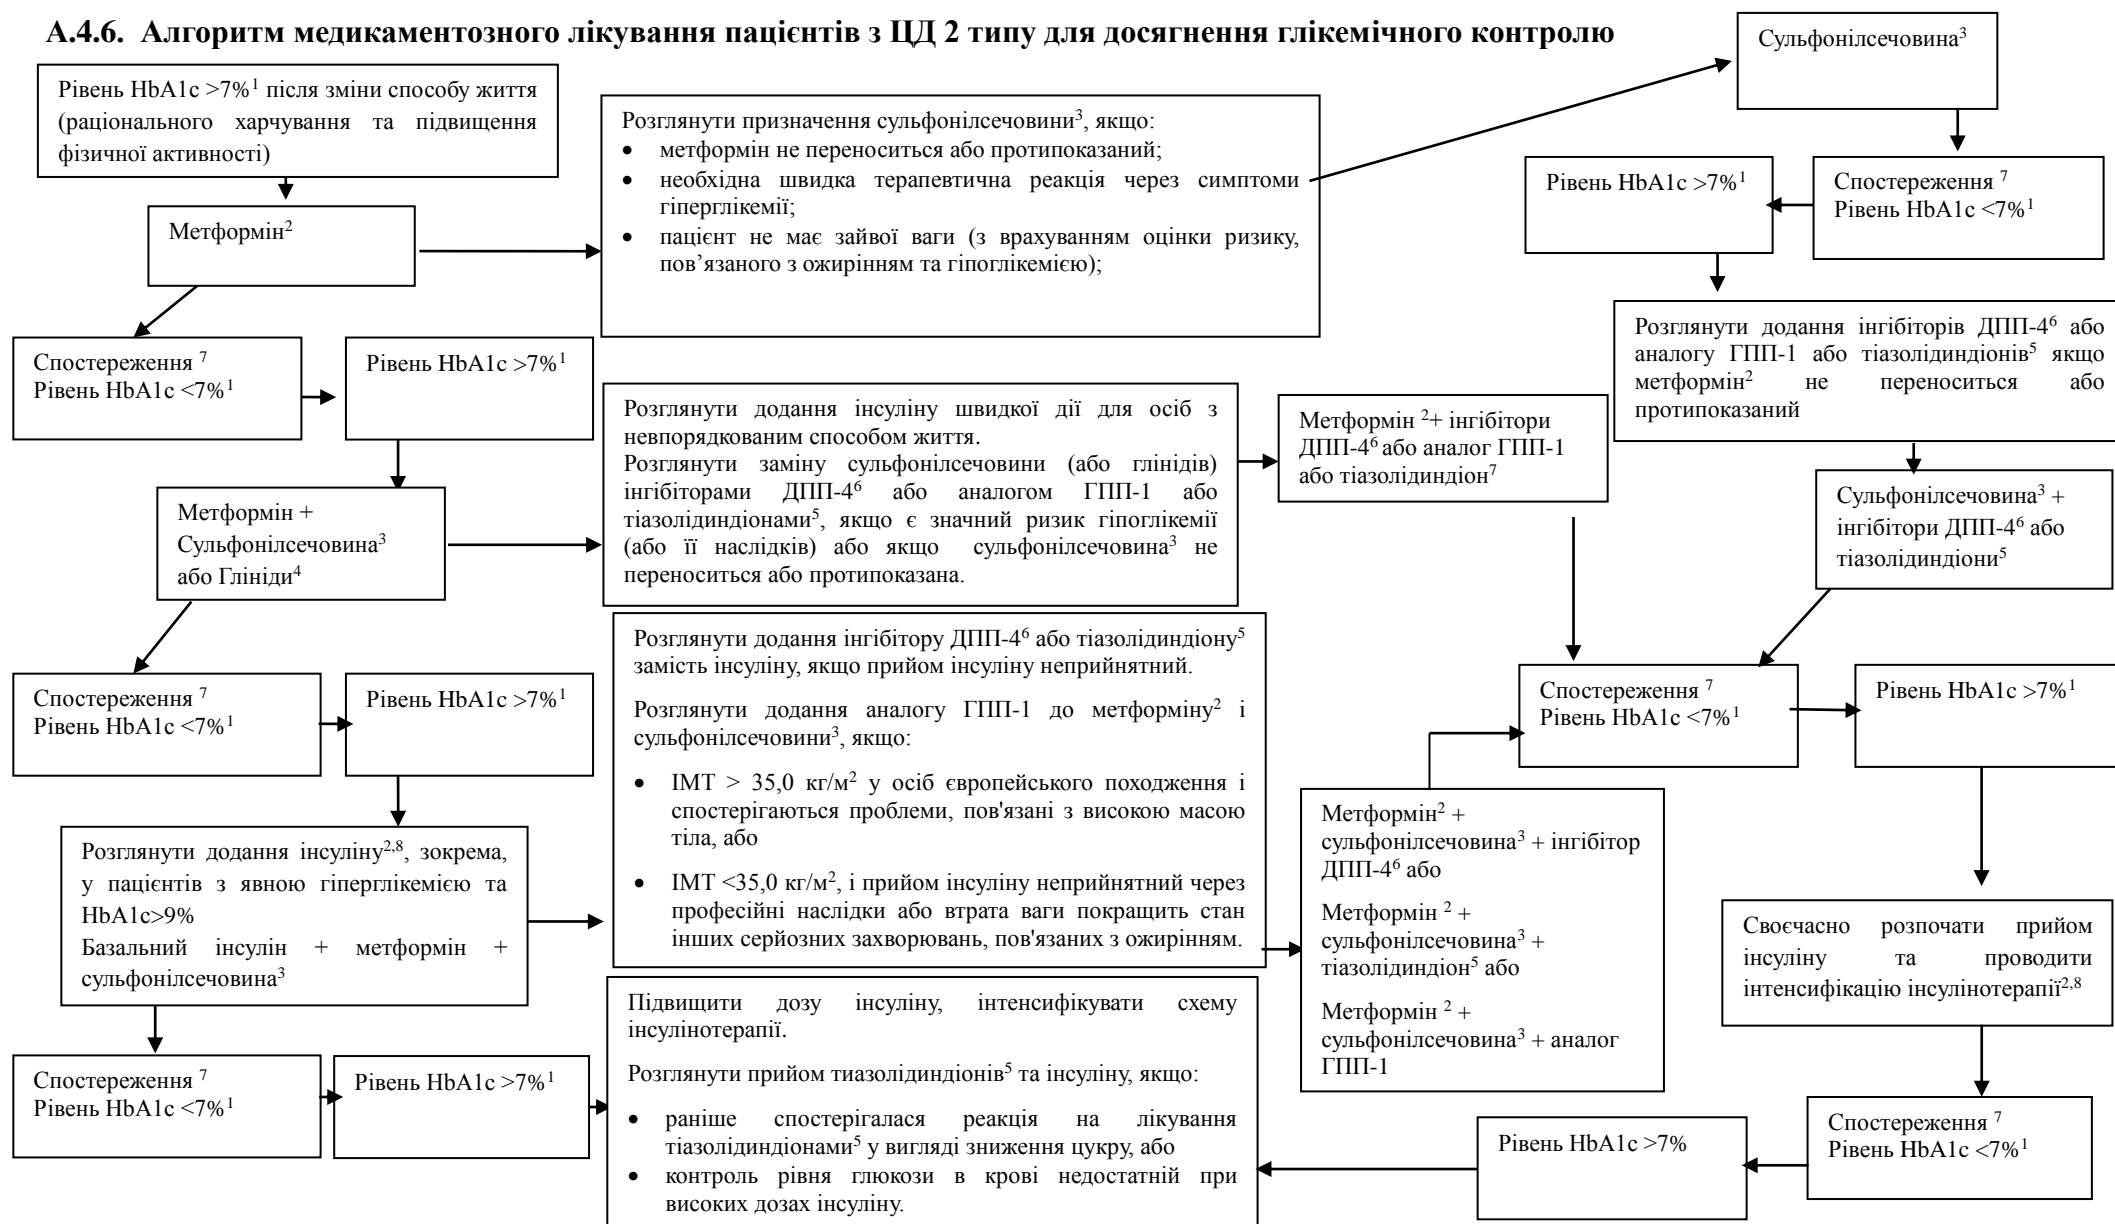 А.4.6. Алгоритм медикаментозного лікування пацієнтів з ЦД 2 типу для досягнення глікемічного контролю
Рівень HbA1c >7%¹ після зміни способу життя
(раціонального харчування та підвищення
фізичної активності)
Метформін²
Розглянути призначення сульфонілсечовини³, якщо:
• метформін не переноситься або протипоказаний;
• необхідна швидка терапевтична реакція через симптоми
гіперглікемії;
• пацієнт не має зайвої ваги (з врахуванням оцінки ризику,
пов’язаного з ожирінням та гіпоглікемією);
Сульфонілсечовина³
Рівень HbA1c >7%¹
Спостереження ⁷
Рівень HbA1c <7%¹
Спостереження ⁷
Рівень HbA1c <7%¹
Рівень HbA1c >7%¹
Розглянути додання інгібіторів ДПП-4⁶ або
аналогу ГПП-1 або тіазолідиндіонів⁵ якщо
метформін² не переноситься або
протипоказаний
Розглянути додання інсуліну швидкої дії для осіб з
невпорядкованим способом життя.
Розглянути заміну сульфонілсечовини (або глінідів)
інгібіторами ДПП-4⁶ або аналогом ГПП-1 або
тіазолідиндіонами⁵, якщо є значний ризик гіпоглікемії
(або її наслідків) або якщо сульфонілсечовина³ не
переноситься або протипоказана.
Метформін ²+ інгібітори
ДПП-4⁶ або аналог ГПП-1
або тіазолідиндіон⁷
Метформін +
Сульфонілсечовина³
або Глініди⁴
Сульфонілсечовина³ +
інгібітори ДПП-4⁶ або
тіазолідиндіони⁵
Спостереження ⁷
Рівень HbA1c <7%¹
Рівень HbA1c >7%¹
Розглянути додання інгібітору ДПП-4⁶ або тіазолідиндіону⁵
замість інсуліну, якщо прийом інсуліну неприйнятний.
Розглянути додання аналогу ГПП-1 до метформіну² і
сульфонілсечовини³, якщо:
• ІМТ > 35,0 кг/м² у осіб європейського походження і
спостерігаються проблеми, пов'язані з високою масою
тіла, або
• ІМТ <35,0 кг/м², і прийом інсуліну неприйнятний через
професійні наслідки або втрата ваги покращить стан
інших серйозних захворювань, пов'язаних з ожирінням.
Спостереження ⁷
Рівень HbA1c <7%¹
Рівень HbA1c >7%¹
Розглянути додання інсуліну²,⁸, зокрема,
у пацієнтів з явною гіперглікемією та
HbA1c>9%
Базальний інсулін + метформін +
сульфонілсечовина³
Метформін² +
сульфонілсечовина³ + інгібітор
ДПП-4⁶ або
Метформін ² +
сульфонілсечовина³ +
тіазолідиндіон⁵ або
Метформін ² +
сульфонілсечовина³ + аналог
ГПП-1
Своєчасно розпочати прийом
інсуліну та проводити
інтенсифікацію інсулінотерапії²,⁸
Спостереження ⁷
Рівень HbA1c <7%¹
Рівень HbA1c >7%¹
Підвищити дозу інсуліну, інтенсифікувати схему
інсулінотерапії.
Розглянути прийом тиазолідиндіонів⁵ та інсуліну, якщо:
• раніше спостерігалася реакція на лікування
тіазолідиндіонами⁵ у вигляді зниження цукру, або
• контроль рівня глюкози в крові недостатній при
високих дозах інсуліну.
Рівень HbA1c >7%
Спостереження ⁷
Рівень HbA1c <7%¹